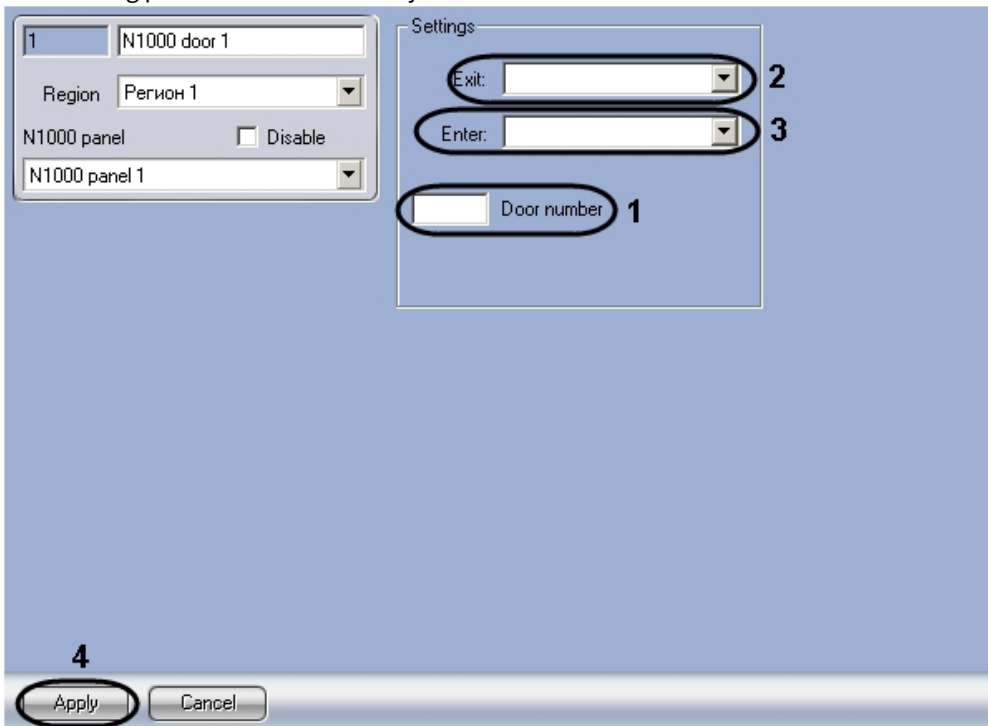 1
N1000 door 1
Region
Регион 1
N1000 panel
Disable
N1000 panel 1
Settings
Exit:
2
Enter:
3
Door number
1
4
Apply
Cancel